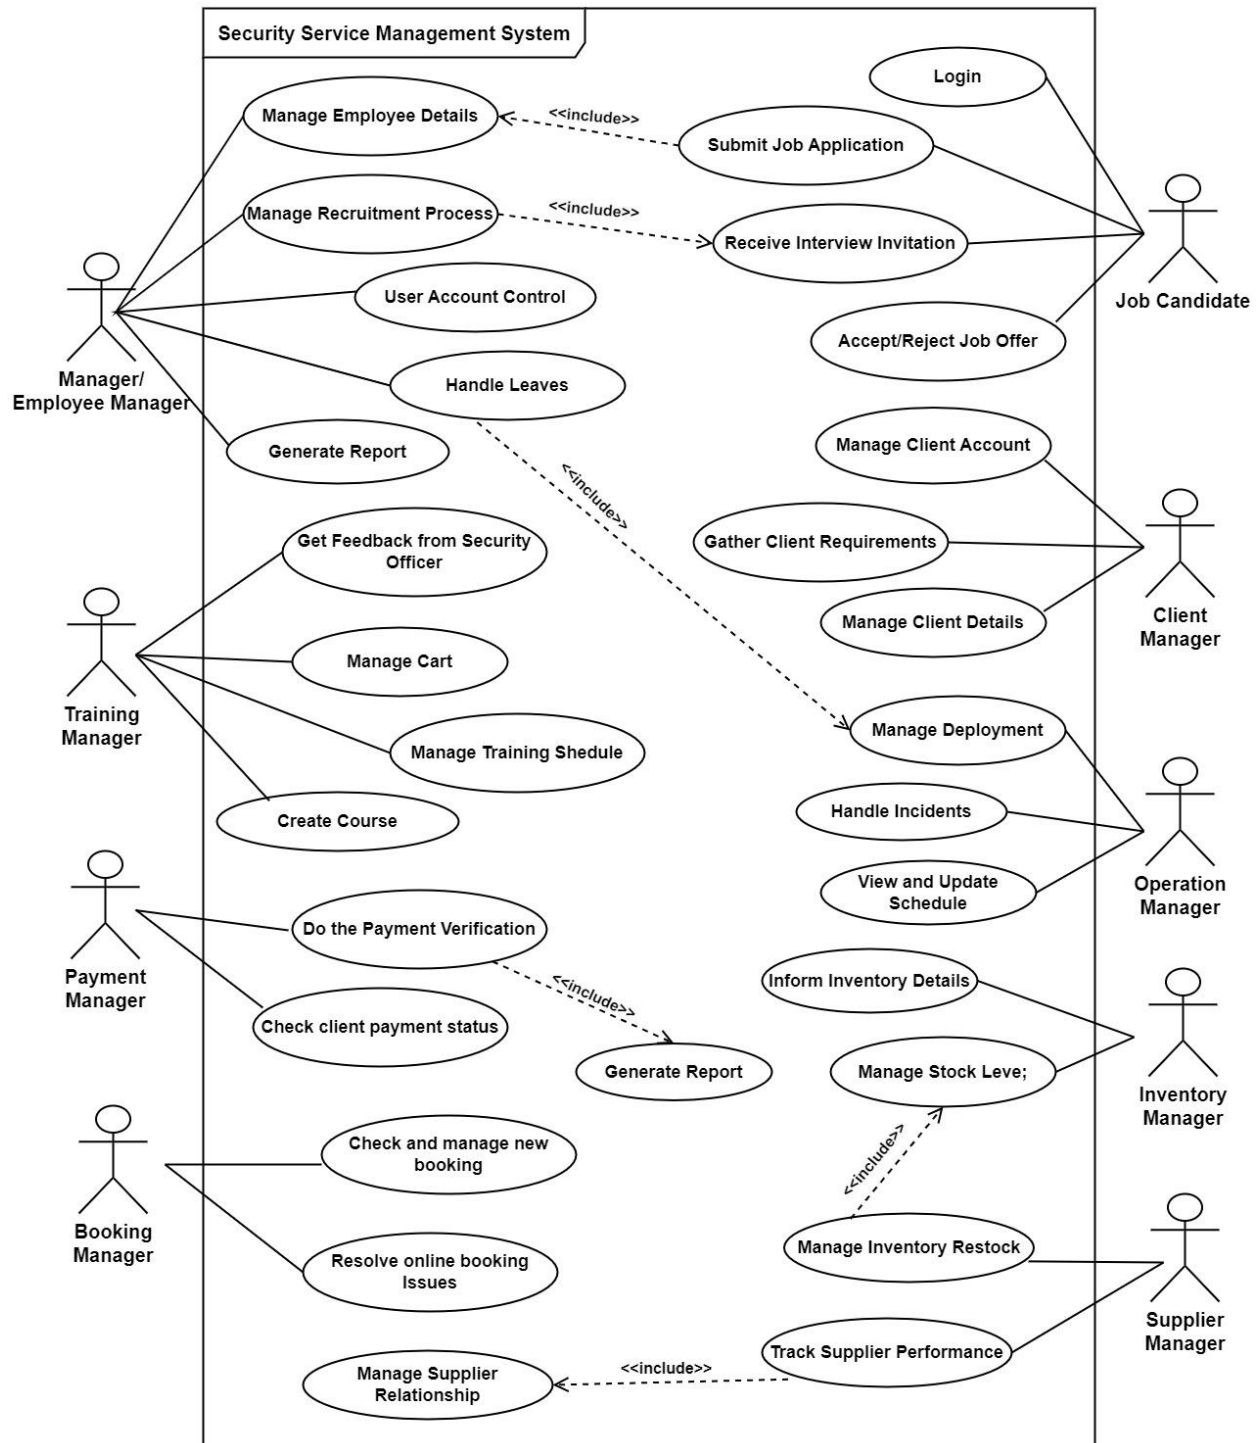 Security Service Management System
Login
Manage Employee Details
<<include>>
Submit Job Application
Manage Recruitment Process
<<include>>
Receive Interview Invitation
User Account Control
Job Candidate
Accept/Reject Job Offer
Manager/
Employee Manager
Handle Leaves
Generate Report
Manage Client Account
<<include>>
Get Feedback from Security
Officer
Gather Client Requirements
Manage Client Details
Client
Manager
Manage Cart
Training
Manager
Manage Training Shedule
Manage Deployment
Create Course
Handle Incidents
View and Update
Schedule
Operation
Manager
Do the Payment Verification
Payment
Manager
<<include>>
Inform Inventory Details
Check client payment status
Generate Report
Manage Stock Leve;
Inventory
Manager
Check and manage new
booking
<<include>>
Booking
Manager
Resolve online booking
Issues
Manage Inventory Restock
Supplier
Manager
Track Supplier Performance
<<include>>
Manage Supplier
Relationship